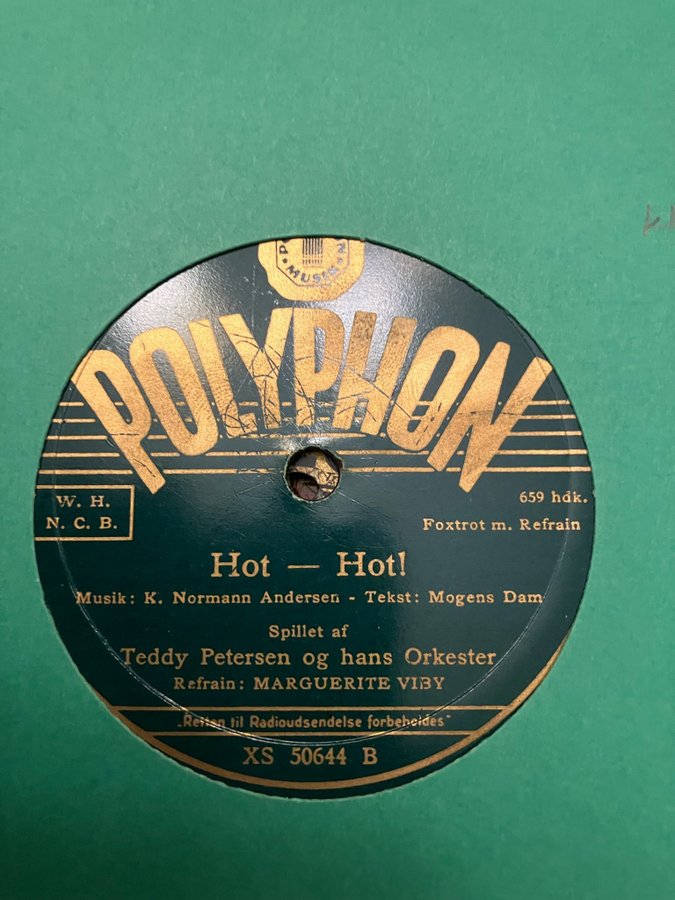 MUSIK
POLYPHON
W. H.
N. C. B.
659 hdk.
Foxtrot m. Refrain
Hot — Hot!
Musik: K. Normann Andersen - Tekst: Mogens Dam
Spillet af
Teddy Petersen og hans Orkester
Refrain: MARGUERITE VIBY
„Retten til Radioudsendelse forbeholdes"
XS 50644 B